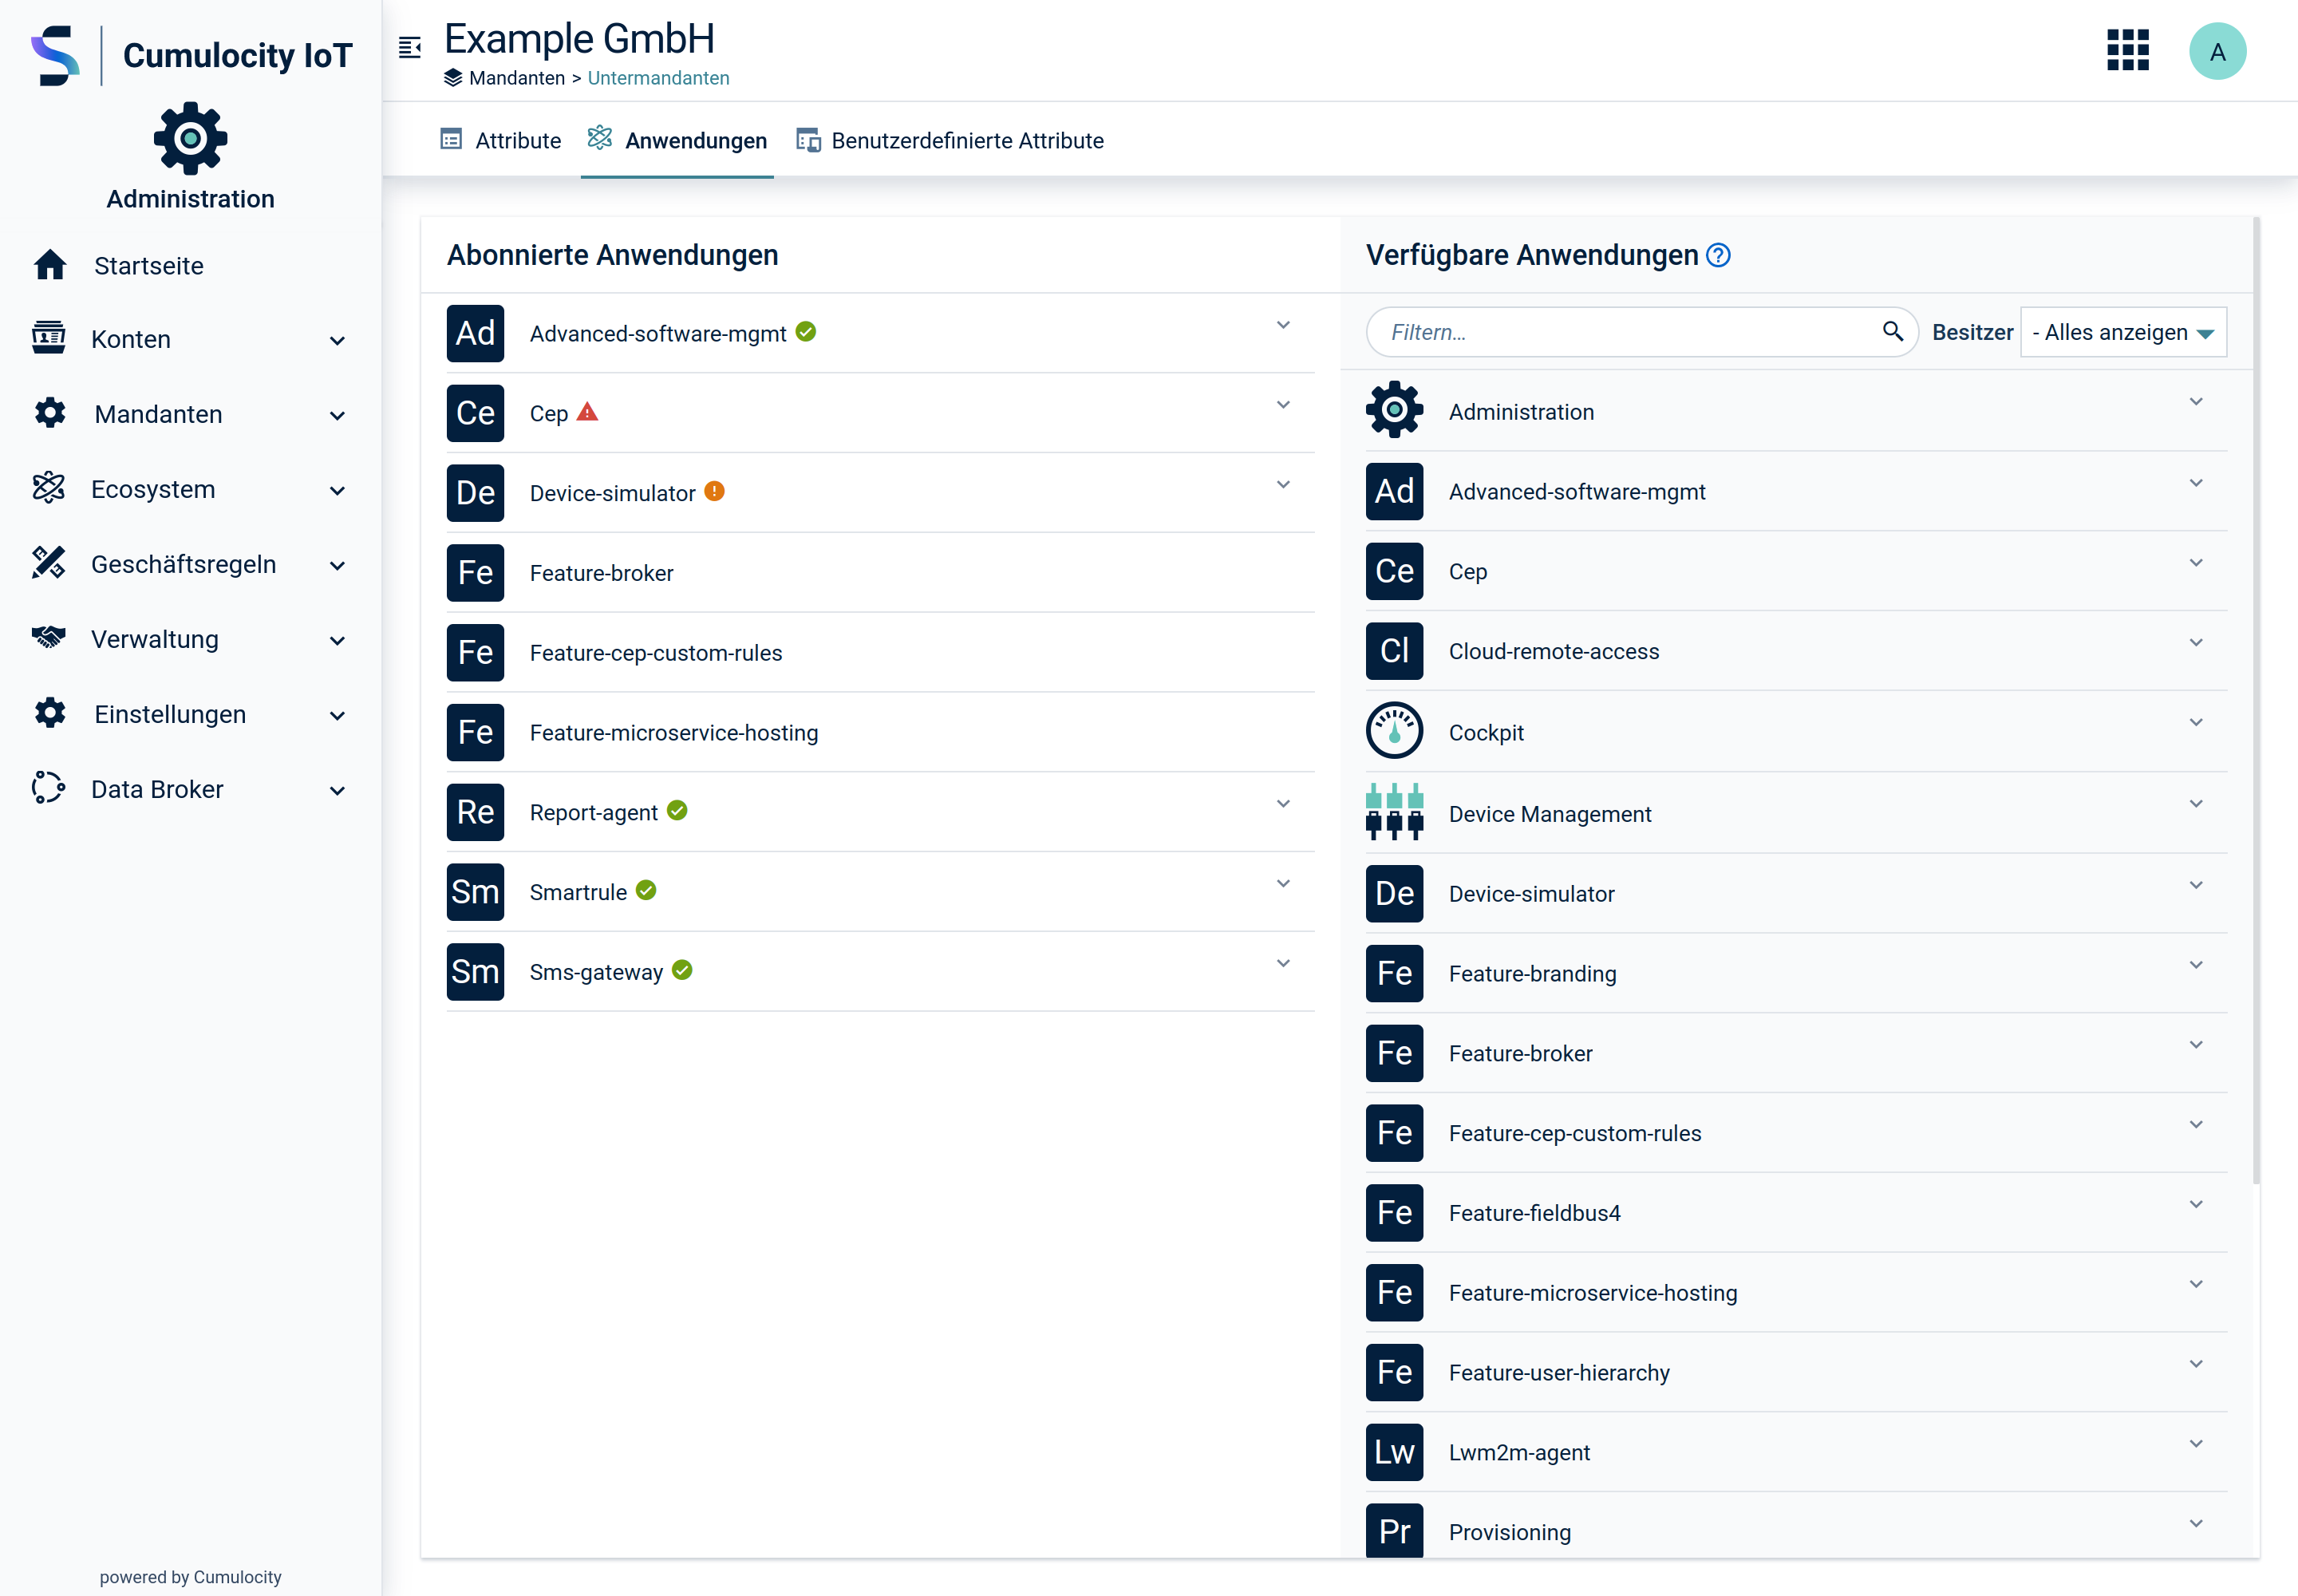 Cumulocity IoT
Administration
Startseite
Konten
Mandanten
Ecosystem
Geschäftsregeln
Verwaltung
Einstellungen
Data Broker
powered by Cumulocity
Example GmbH
Mandanten > Untermandanten
A
Attribute
Anwendungen
Benutzerdefinierte Attribute
Abonnierte Anwendungen
Ad Advanced-software-mgmt
Ce Cep
De Device-simulator
Fe Feature-broker
Fe Feature-cep-custom-rules
Fe Feature-microservice-hosting
Re Report-agent
Sm Smartrule
Sm Sms-gateway
Verfügbare Anwendungen ?
Filtern... Besitzer - Alles anzeigen
Administration
Ad Advanced-software-mgmt
Ce Cep
Cl Cloud-remote-access
Cockpit
Device Management
De Device-simulator
Fe Feature-branding
Fe Feature-broker
Fe Feature-cep-custom-rules
Fe Feature-fieldbus4
Fe Feature-microservice-hosting
Fe Feature-user-hierarchy
Lw Lwm2m-agent
Pr Provisioning